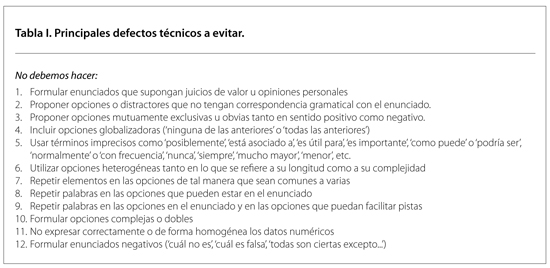 Tabla I. Principales defectos técnicos a evitar.
No debemos hacer:
1. Formular enunciados que supongan juicios de valor u opiniones personales
2. Proponer opciones o distractores que no tengan correspondencia gramatical con el enunciado.
3. Proponer opciones mutuamente exclusivas u obvias tanto en sentido positivo como negativo.
4. Incluir opciones globalizadoras ('ninguna de las anteriores' o 'todas las anteriores')
5. Usar términos imprecisos como 'posiblemente', 'está asociado a', 'es útil para', 'es importante', 'como puede' o 'podría ser',
'normalmente' o 'con frecuencia', 'nunca', 'siempre', 'mucho mayor', 'menor', etc.
6. Utilizar opciones heterogéneas tanto en lo que se refiere a su longitud como a su complejidad
7. Repetir elementos en las opciones de tal manera que sean comunes a varias
8. Repetir palabras en las opciones que pueden estar en el enunciado
9. Repetir palabras en las opciones en el enunciado y en las opciones que puedan facilitar pistas
10. Formular opciones complejas o dobles
11. No expresar correctamente o de forma homogénea los datos numéricos
12. Formular enunciados negativos ('cuál no es', 'cuál es falsa', 'todas son ciertas excepto...')